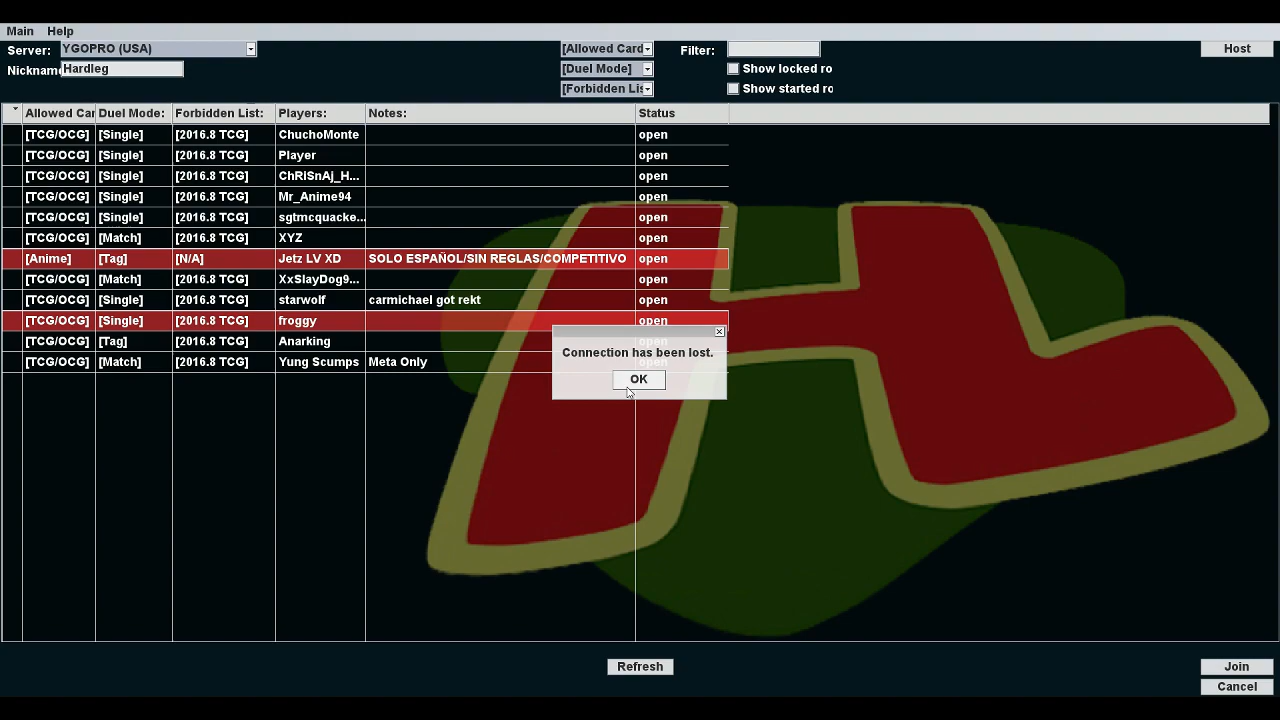 Main Help
Server: YGOPRO (USA) [Allowed Card Filter: Host
Nickname Hardleg [Duel Mode] Show locked ro
[Forbidden Lis Show started ro
Allowed Car Duel Mode: Forbidden List: Players: Notes: Status
[TCG/OCG] [Single] [2016.8 TCG] ChuchoMonte open
[TCG/OCG] [Single] [2016.8 TCG] Player open
[TCG/OCG] [Single] [2016.8 TCG] ChRISnAj_H... open
[TCG/OCG] [Single] [2016.8 TCG] Mr_Anime94 open
[TCG/OCG] [Single] [2016.8 TCG] sgtmcquacke... open
[TCG/OCG] [Match] [2016.8 TCG] XYZ open
[Anime] [Tag] [N/A] Jetz LV XD SOLO ESPAÑOL/SIN REGLAS/COMPETITIVO open
[TCG/OCG] [Match] [2016.8 TCG] XxSlayDog9... open
[TCG/OCG] [Single] [2016.8 TCG] starwolf carmichael got rekt open
[TCG/OCG] [Single] [2016.8 TCG] froggy open
[TCG/OCG] [Tag] [2016.8 TCG] Anarking
[TCG/OCG] [Match] [2016.8 TCG] Yung Scumps Meta Only open
Connection has been lost.
OK
Refresh Join
Cancel